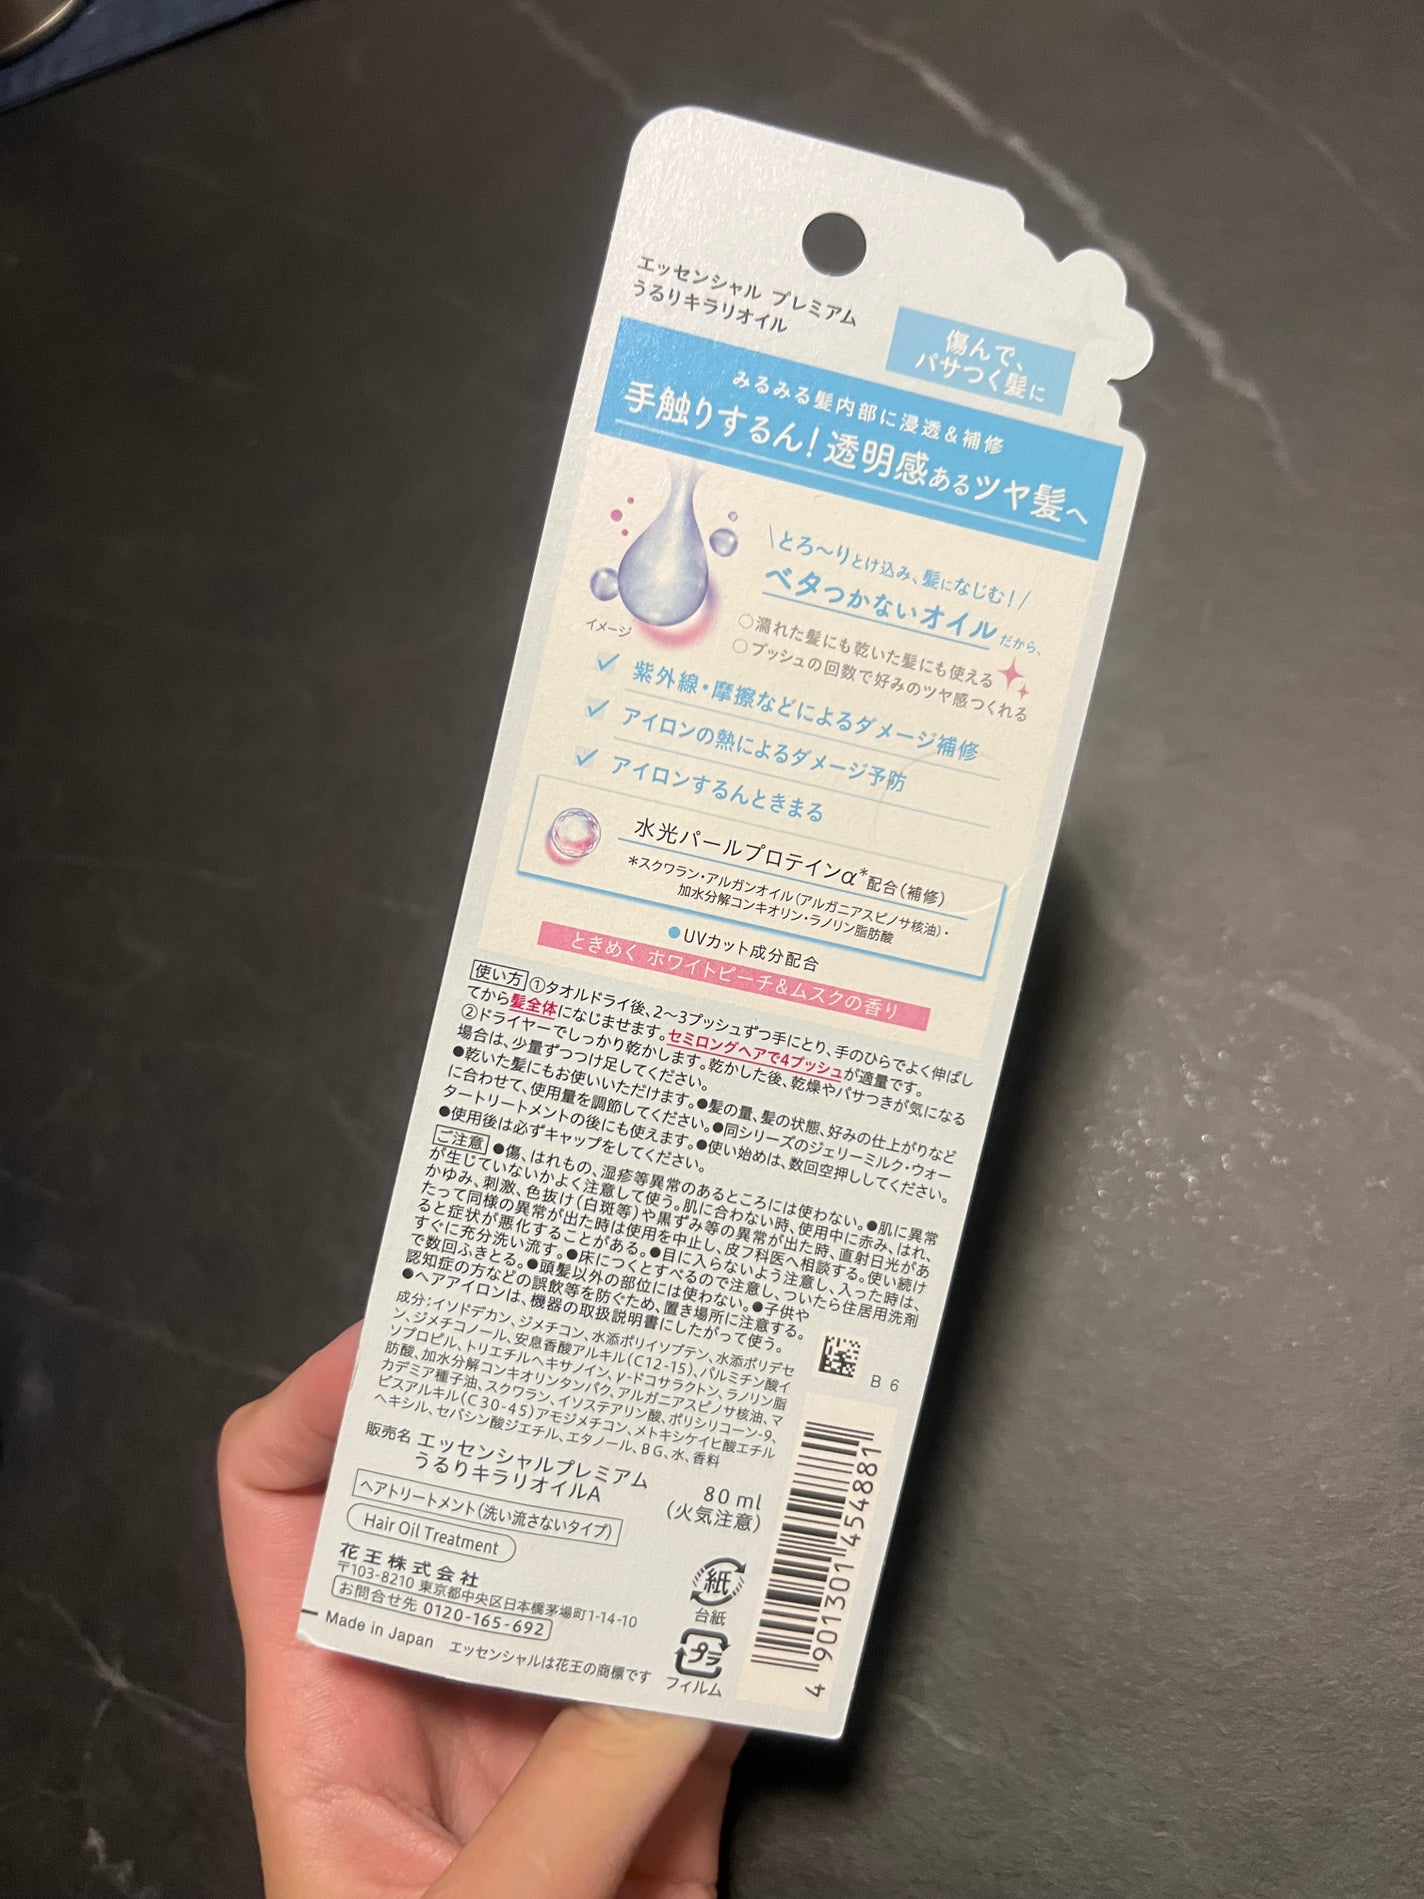 エッセンシャル プレミアム
うるりキラリオイル
傷んで、
パサつく髪に
みるみる髪内部に浸透&補修
手触りするん！透明感あるツヤ髪へ
\とろ〜りとけ込み、髪になじむ！/
ベタつかないオイルだから、
イメージ
○濡れた髪にも乾いた髪にも使える
○プッシュの回数で好みのツヤ感つくれる
✓ 紫外線・摩擦などによるダメージ補修
✓ アイロンの熱によるダメージ予防
✓ アイロンするんときまる
水光パールプロテインα*配合(補修)
*スクワラン・アルガンオイル(アルガニアスピノサ核油)・
加水分解コンキオリン・ラノリン脂肪酸
●UVカット成分配合
ときめく ホワイトピーチ&ムスクの香り
使い方 ①タオルドライ後、2〜3プッシュずつ手にとり、手のひらでよく伸ばし
てから髪全体になじませます。セミロングヘアで4プッシュが適量です。
②ドライヤーでしっかり乾かします。乾かした後、乾燥やパサつきが気になる
場合は、少量ずつつけ足してください。
●乾いた髪にもお使いいただけます。●髪の量、髪の状態、好みの仕上がりなど
に合わせて、使用量を調節してください。●同シリーズのジェリーミルク・ウォー
タートリートメントの後にも使えます。●使い始めは、数回空押ししてください。
●使用後は必ずキャップをしてください。
ご注意 ●傷、はれもの、湿疹等異常のあるところには使わない。●肌に異常
が生じていないかよく注意して使う。肌に合わない時、使用中に赤み、はれ、
かゆみ、刺激、色抜け(白斑等)や黒ずみ等の異常が出た時、直射日光があ
たって同様の異常が出た時は使用を中止し、皮フ科医へ相談する。使い続け
ると症状が悪化することがある。●目に入らないよう注意し、入った時は、
すぐに充分洗い流す。●床につくとすべるので注意し、ついたら住居用洗剤
で数回ふきとる。●頭髪以外の部位には使わない。●子供や
認知症の方などの誤飲等を防ぐため、置き場所に注意する。
●ヘアアイロンは、機器の取扱説明書にしたがって使う。
成分：イソドデカン、ジメチコン、水添ポリイソブテン、水添ポリデセ
ン、ジメチコノール、安息香酸アルキル(C12-15)、パルミチン酸イ
ソプロピル、トリエチルヘキサノイン、γ-ドコサラクトン、ラノリン脂
肪酸、加水分解コンキオリンタンパク、アルガニアスピノサ核油、マ
カデミア種子油、スクワラン、イソステアリン酸、ポリシリコーン-9、
ビスアルキル(C30-45)アモジメチコン、メトキシケイヒ酸エチル
ヘキシル、セバシン酸ジエチル、エタノール、BG、水、香料
B 6
販売名 エッセンシャルプレミアム
うるりキラリオイルA
80 ml
(火気注意)
ヘアトリートメント(洗い流さないタイプ)
Hair Oil Treatment
花王株式会社
〒103-8210 東京都中央区日本橋茅場町1-14-10
お問合せ先 0120-165-692
Made in Japan エッセンシャルは花王の商標です
紙
台紙
プラ
フィルム
4 901301 454881